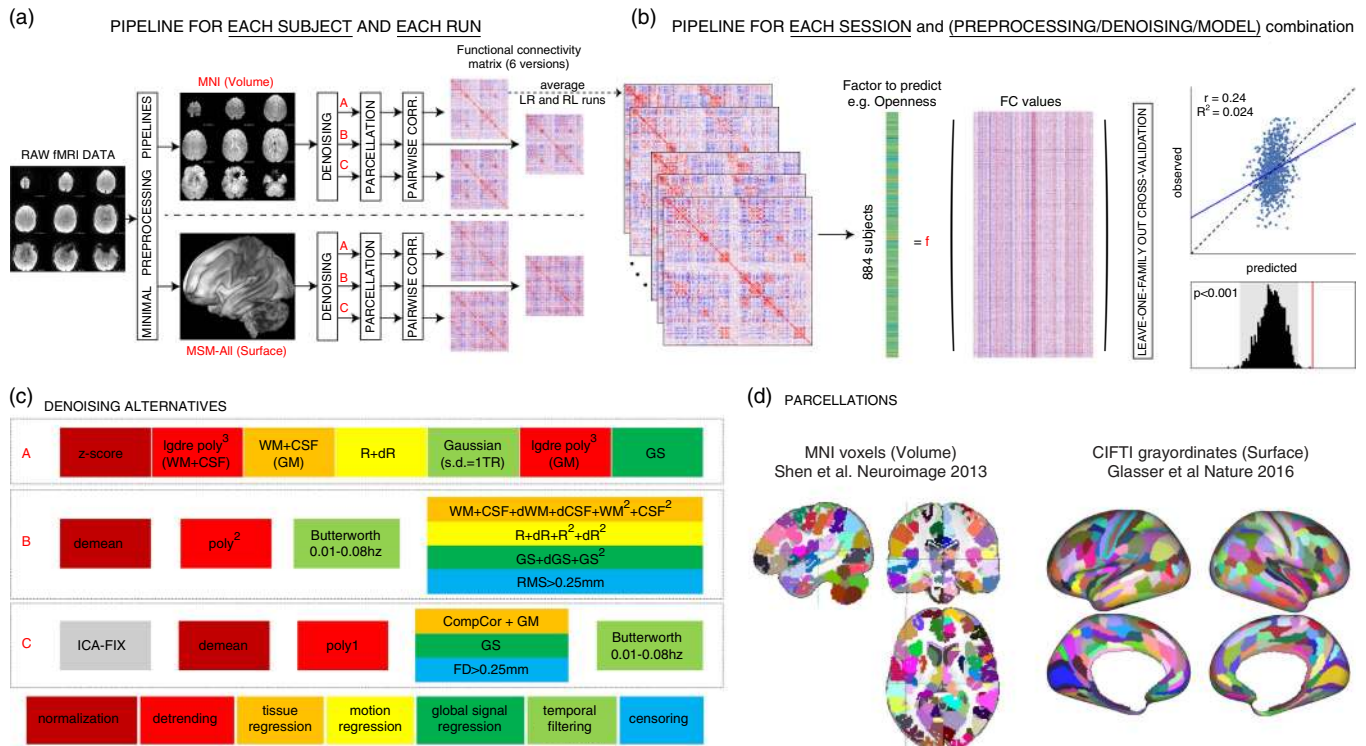 (a)
PIPELINE FOR EACH SUBJECT AND EACH RUN
RAW fMRI DATA
MINIMAL PREPROCESSING PIPELINES
MNI (Volume)
MSM-All (Surface)
DENOISING
A
B
C
PARCELLATION
PAIRWISE CORR.
DENOISING
A
B
C
PARCELLATION
PAIRWISE CORR.
Functional connectivity
matrix (6 versions)
average
LR and RL runs
(b)
PIPELINE FOR EACH SESSION and (PREPROCESSING/DENOISING/MODEL) combination
Factor to predict
e.g. Openness
884 subjects
= f
FC values
LEAVE-ONE-FAMILY OUT CROSS-VALIDATION
r = 0.24
R² = 0.024
observed
predicted
p<0.001
(c)
DENOISING ALTERNATIVES
A
z-score
lgdre poly³
(WM+CSF)
WM+CSF
(GM)
R+dR
Gaussian
(s.d.=1TR)
lgdre poly³
(GM)
GS
B
demean
poly²
Butterworth
0.01-0.08hz
WM+CSF+dWM+dCSF+WM²+CSF²
R+dR+R²+dR²
GS+dGS+GS²
RMS>0.25mm
C
ICA-FIX
demean
poly1
CompCor + GM
GS
FD>0.25mm
Butterworth
0.01-0.08hz
normalization
detrending
tissue
regression
motion
regression
global signal
regression
temporal
filtering
censoring
(d)
PARCELLATIONS
MNI voxels (Volume)
Shen et al. Neuroimage 2013
CIFTI grayordinates (Surface)
Glasser et al Nature 2016